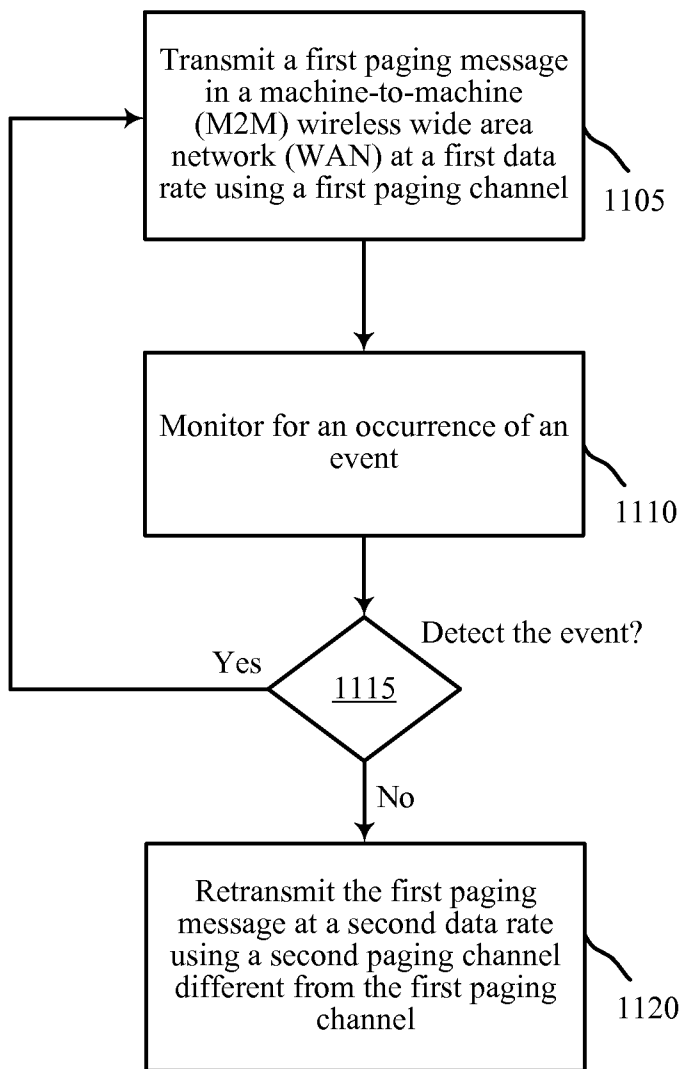 Transmit a first paging message
in a machine-to-machine
(M2M) wireless wide area
network (WAN) at a first data
rate using a first paging channel
1105
Monitor for an occurrence of an
event
1110
Detect the event?
Yes
1115
No
Retransmit the first paging
message at a second data rate
using a second paging channel
different from the first paging
channel
1120